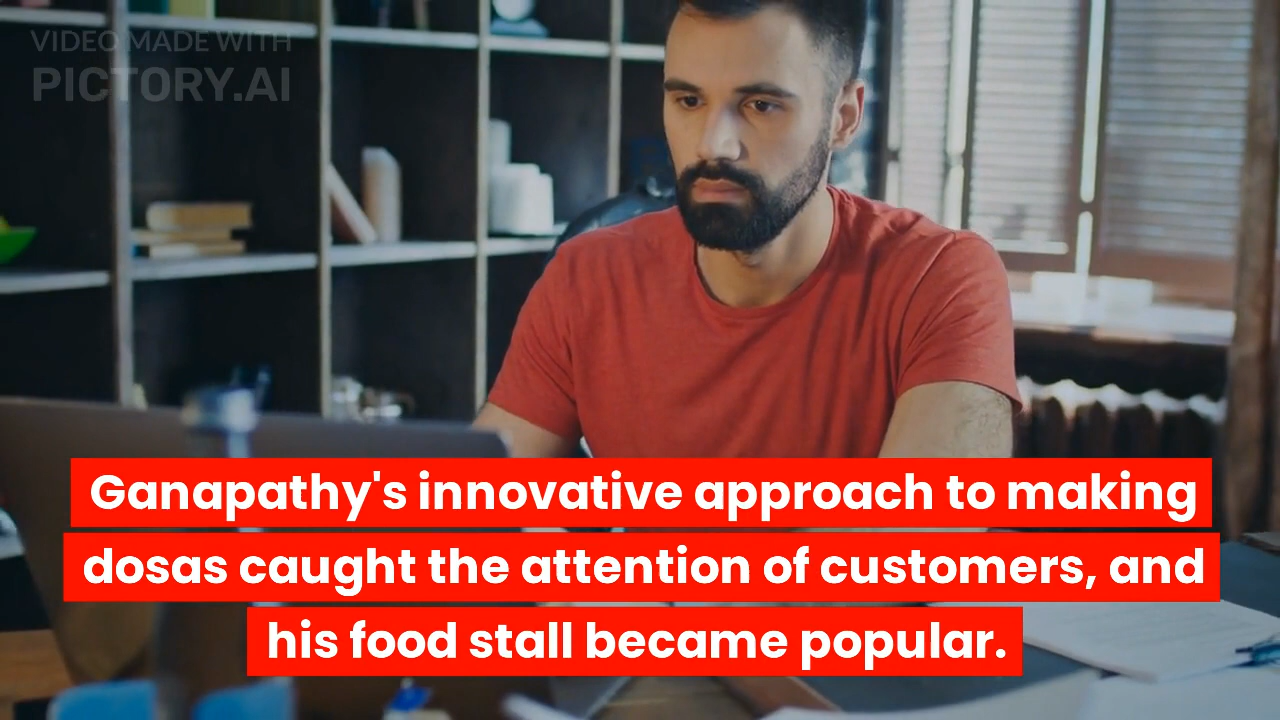 VIDEO MADE WITH
PICTORY.AI
Ganapathy's innovative approach to making
dosas caught the attention of customers, and
his food stall became popular.